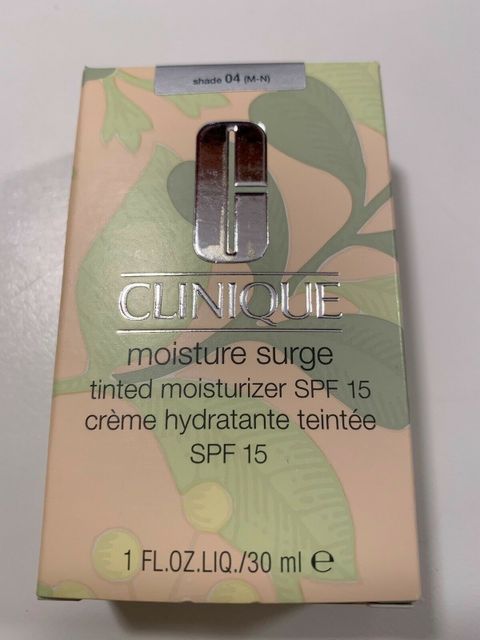 shade 04 (M-N)
CLINIQUE
moisture surge
tinted moisturizer SPF 15
crème hydratante teintée
SPF 15
1 FL.OZ.LIQ./30 ml ℮